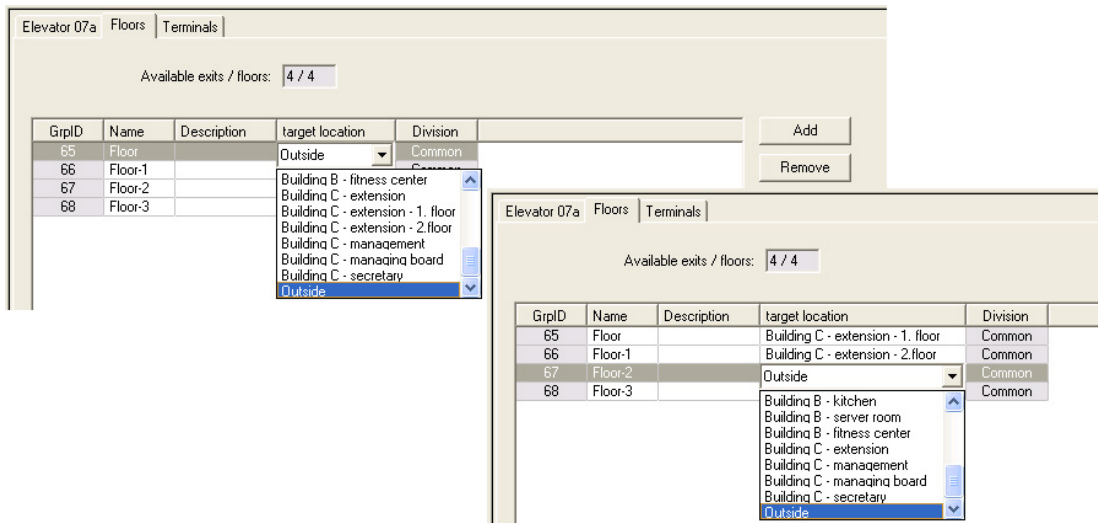 Elevator 07a Floors Terminals
Available exits / floors: 4 / 4
GrpID Name Description target location Division
Add
65 Floor Outside Common
66 Floor-1 Common
Remove
67 Floor-2
68 Floor-3
Building B - fitness center
Building C - extension
Building C - extension - 1. floor
Building C - extension - 2.floor
Building C - management
Building C - managing board
Building C - secretary
Outside
Elevator 07a Floors Terminals
Available exits / floors: 4 / 4
GrpID Name Description target location Division
65 Floor Building C - extension - 1. floor Common
66 Floor-1 Building C - extension - 2.floor Common
67 Floor-2 Outside Common
68 Floor-3 Common
Building B - kitchen
Building B - server room
Building B - fitness center
Building C - extension
Building C - management
Building C - managing board
Building C - secretary
Outside